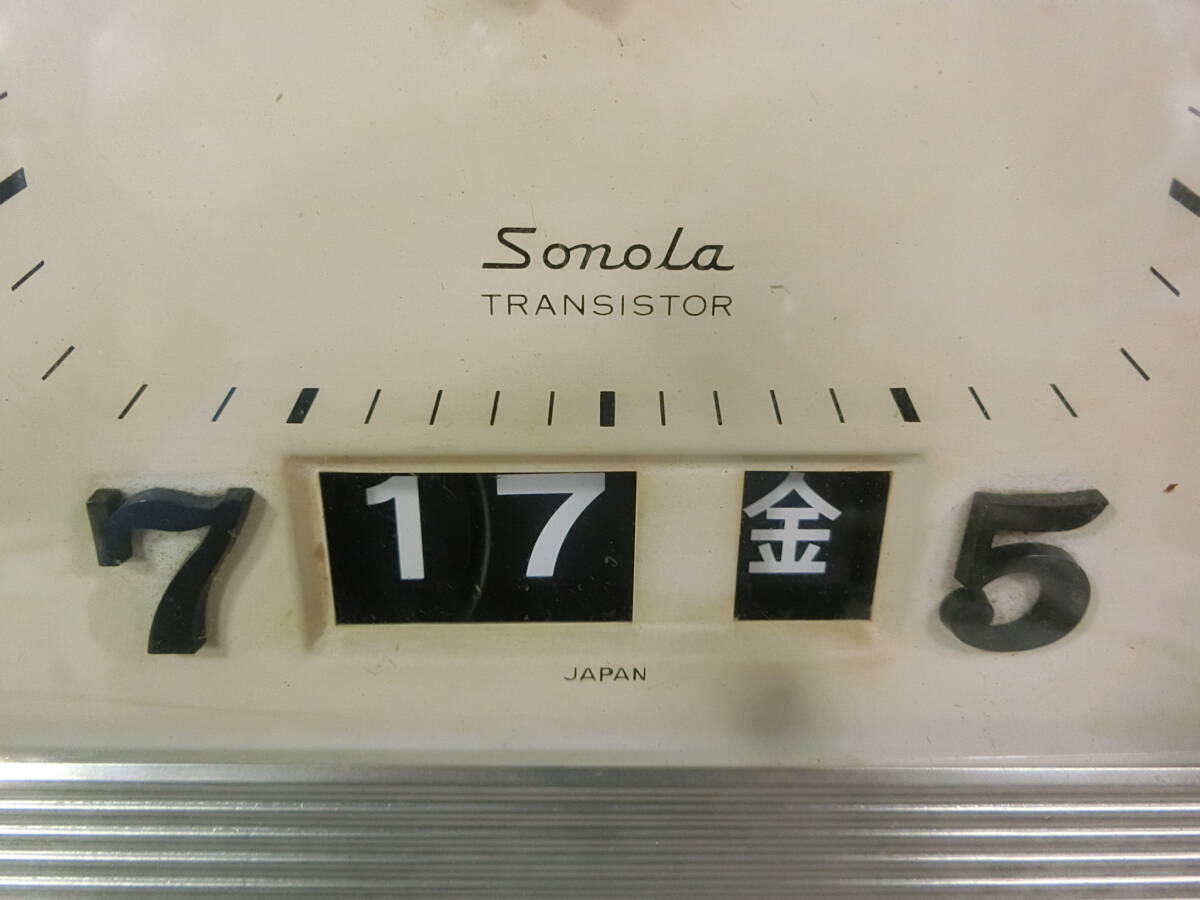 Sonola
TRANSISTOR
7 17 金 5
JAPAN